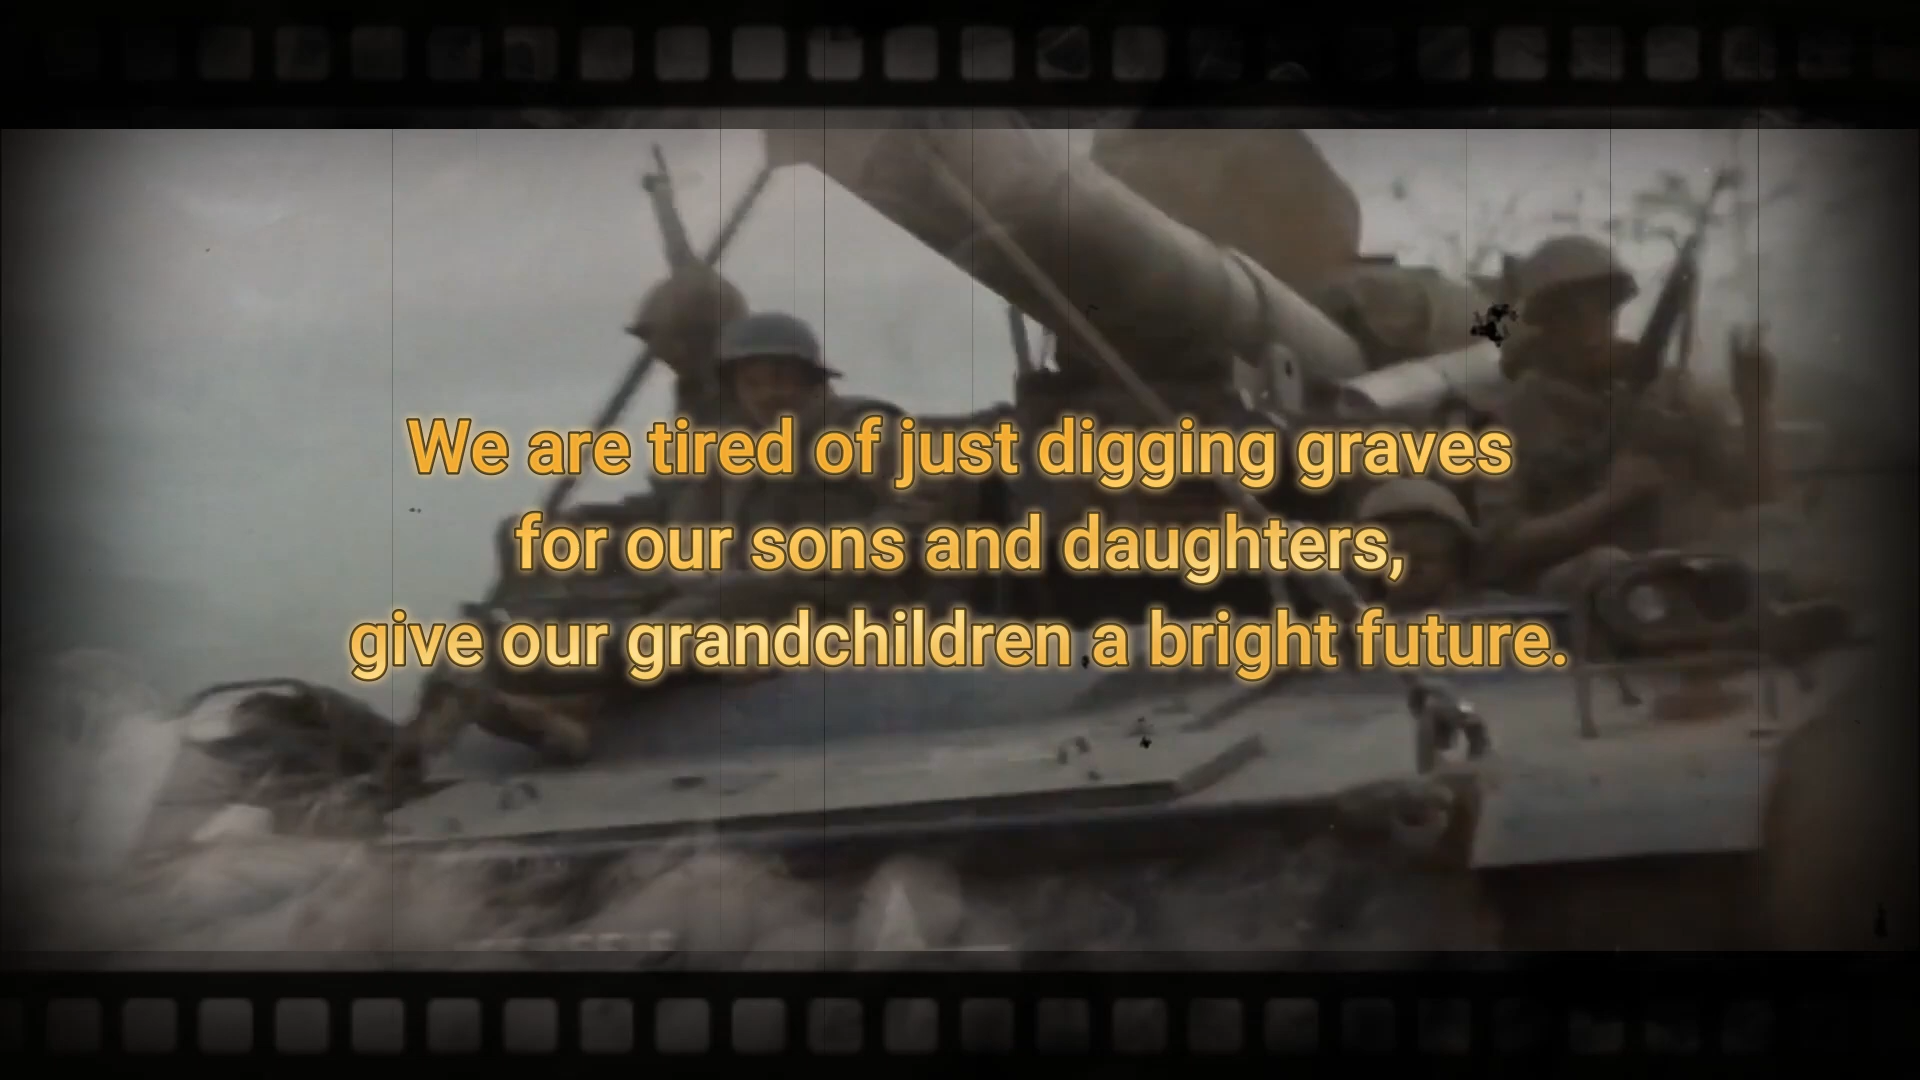 We are tired of just digging graves
for our sons and daughters,
give our grandchildren a bright future.